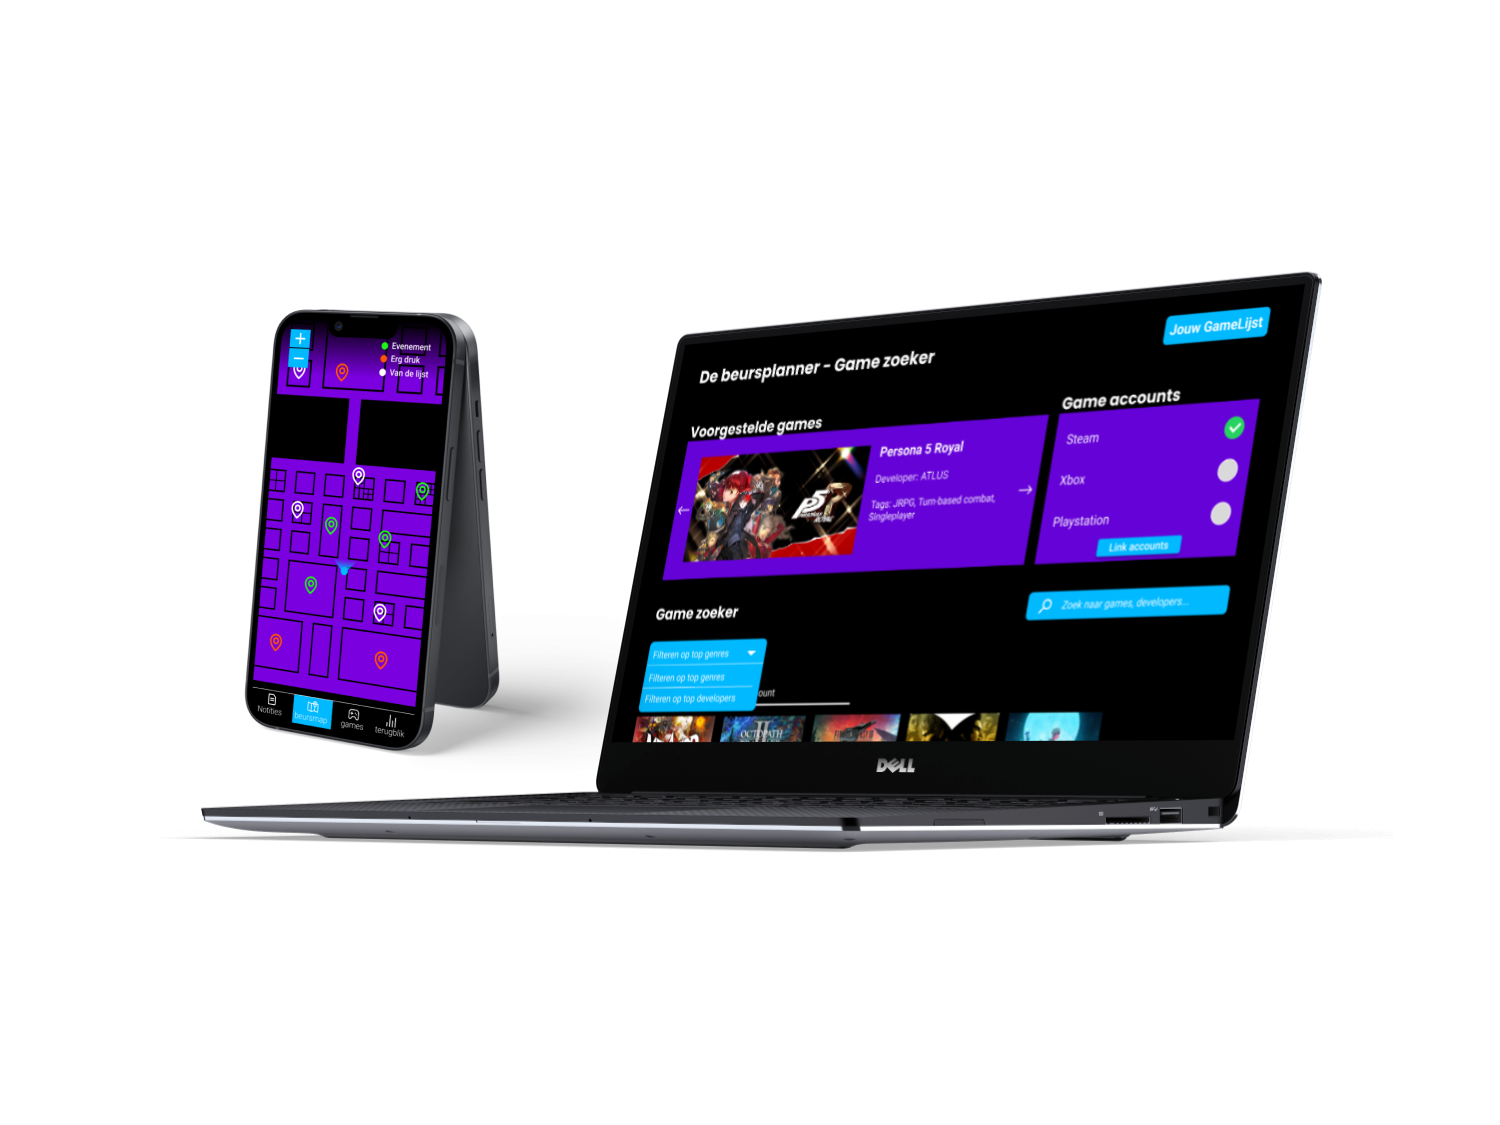 +
−
Evenement
Erg druk
Van de lijst
Notities
beursmap
games
terugblik
Jouw GameLijst
De beursplanner - Game zoeker
Voorgestelde games
Persona 5 Royal
Developer: ATLUS
Tags: JRPG, Turn-based combat,
Singleplayer
P5
ROYAL
Game accounts
Steam
Xbox
Playstation
Link accounts
Game zoeker
Zoek naar games, developers...
Filteren op top genres
Filteren op top genres
Filteren op top developers
ount
OCTOPATH
II
DELL